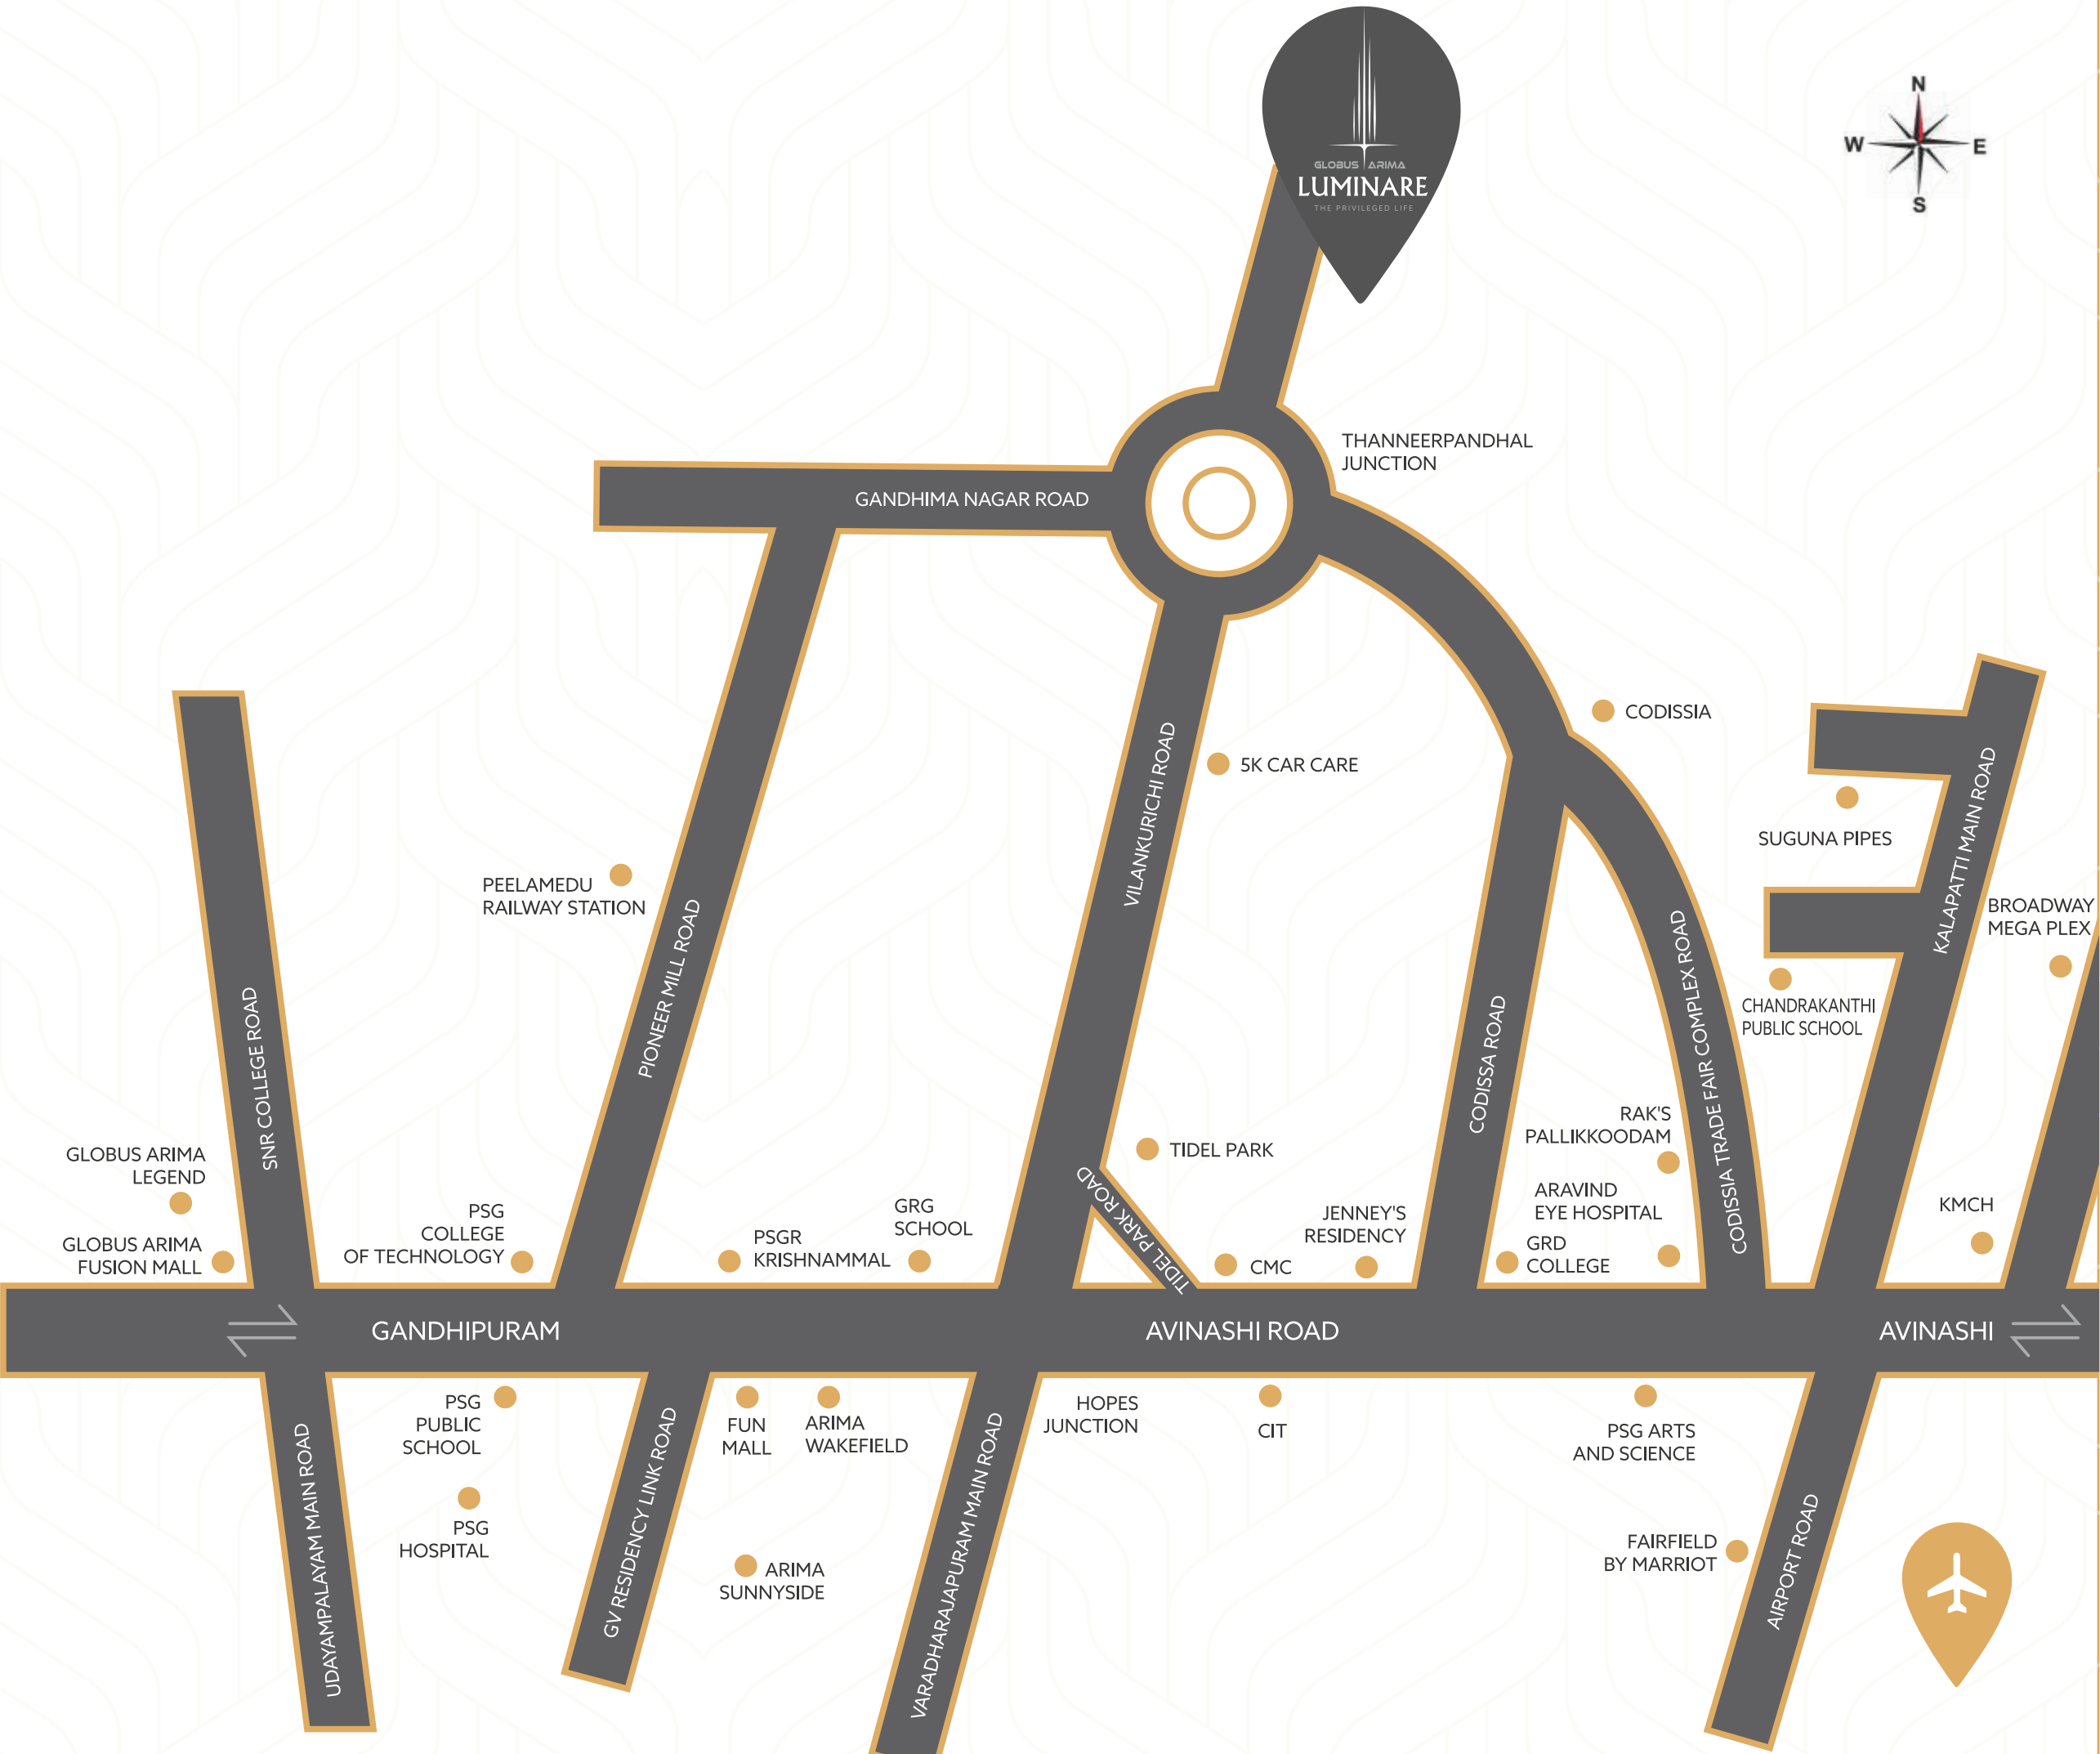 N
W
E
S
GLOBUS ARIMA
LUMINARE
THE PRIVILEGED LIFE
THANNEERPANDHAL
JUNCTION
GANDHIMA NAGAR ROAD
CODISSIA
5K CAR CARE
VILANKURICHI ROAD
SUGUNA PIPES
KALAPATTI MAIN ROAD
PEELAMEDU
RAILWAY STATION
PIONEER MILL ROAD
BROADWAY
MEGA PLEX
CHANDRAKANTHI
PUBLIC SCHOOL
SNR COLLEGE ROAD
CODISSA ROAD
CODISSIA TRADE FAIR COMPLEX ROAD
RAK'S
PALLIKKOODAM
GLOBUS ARIMA
LEGEND
TIDEL PARK
TIDEL PARK ROAD
ARAVIND
EYE HOSPITAL
KMCH
PSG
COLLEGE
OF TECHNOLOGY
GRG
SCHOOL
PSGR
KRISHNAMMAL
JENNEY'S
RESIDENCY
GLOBUS ARIMA
FUSION MALL
CMC
GRD
COLLEGE
GANDHIPURAM
AVINASHI ROAD
AVINASHI
PSG
PUBLIC
SCHOOL
FUN
MALL
ARIMA
WAKEFIELD
HOPES
JUNCTION
CIT
PSG ARTS
AND SCIENCE
UDAYAMPALAYAM MAIN ROAD
GV RESIDENCY LINK ROAD
VARADHARAJAPURAM MAIN ROAD
PSG
HOSPITAL
ARIMA
SUNNYSIDE
FAIRFIELD
BY MARRIOT
AIRPORT ROAD